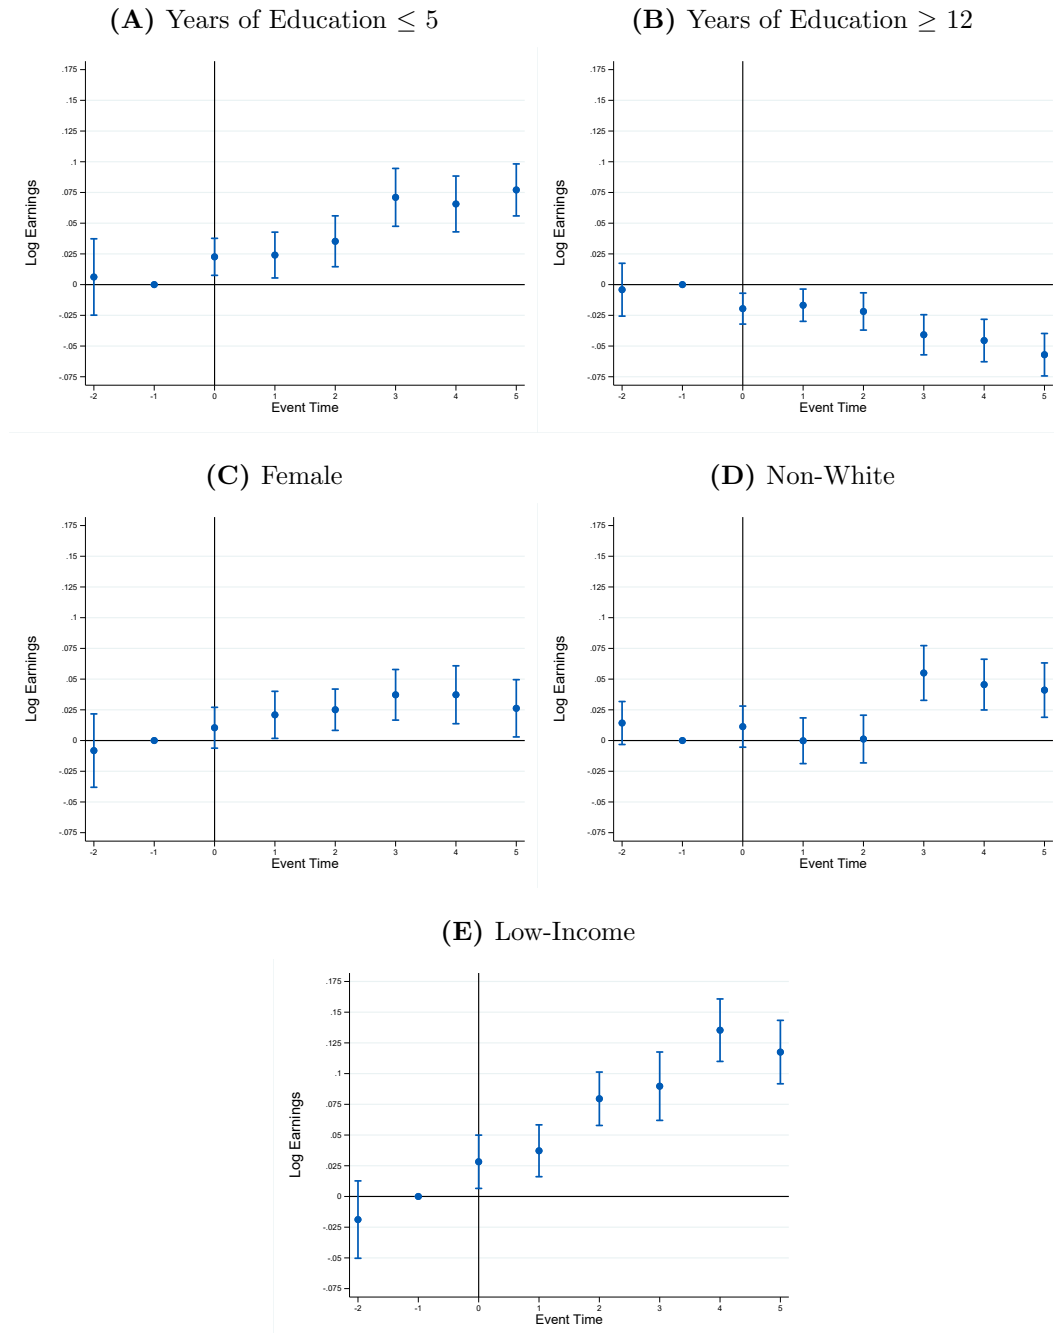 (A) Years of Education ≤ 5
(B) Years of Education ≥ 12
.175
.15
.125
.1
.075
.05
.025
0
-.025
-.05
-.075
Log Earnings
-2 -1 0 1 2 3 4 5
Event Time
.175
.15
.125
.1
.075
.05
.025
0
-.025
-.05
-.075
Log Earnings
-2 -1 0 1 2 3 4 5
Event Time
(C) Female
(D) Non-White
.175
.15
.125
.1
.075
.05
.025
0
-.025
-.05
-.075
Log Earnings
-2 -1 0 1 2 3 4 5
Event Time
.175
.15
.125
.1
.075
.05
.025
0
-.025
-.05
-.075
Log Earnings
-2 -1 0 1 2 3 4 5
Event Time
(E) Low-Income
.175
.15
.125
.1
.075
.05
.025
0
-.025
-.05
-.075
Log Earnings
-2 -1 0 1 2 3 4 5
Event Time